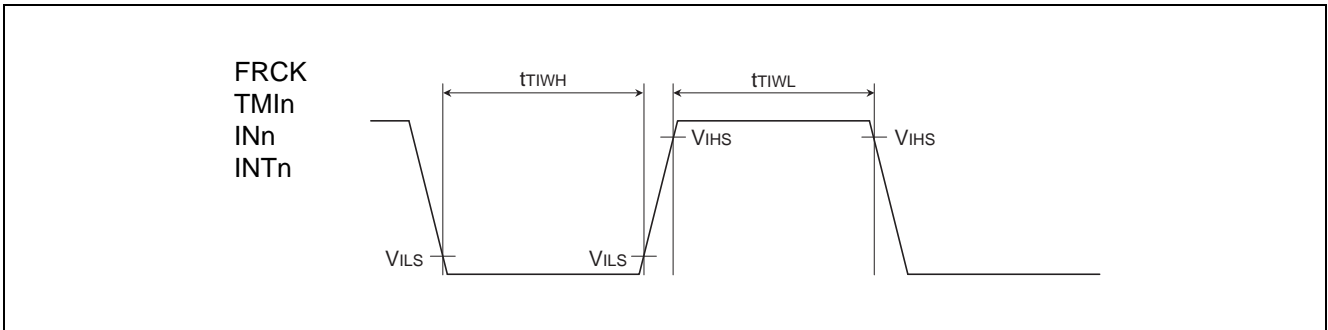 FRCK
TMIn
INn
INTn
tTIWH
tTIWL
VIHS
VIHS
VILS
VILS